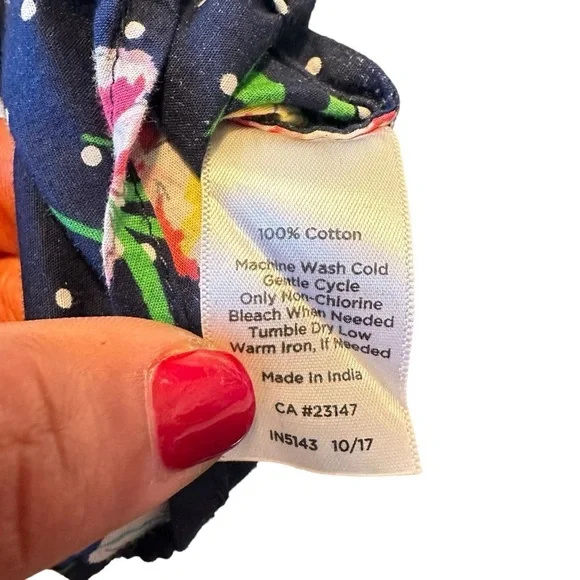 100% Cotton
Machine Wash Cold
Gentle Cycle
Only Non-Chlorine
Bleach When Needed
Tumble Dry Low
Warm Iron, If Needed
Made In India
CA #23147
IN5143 10/17